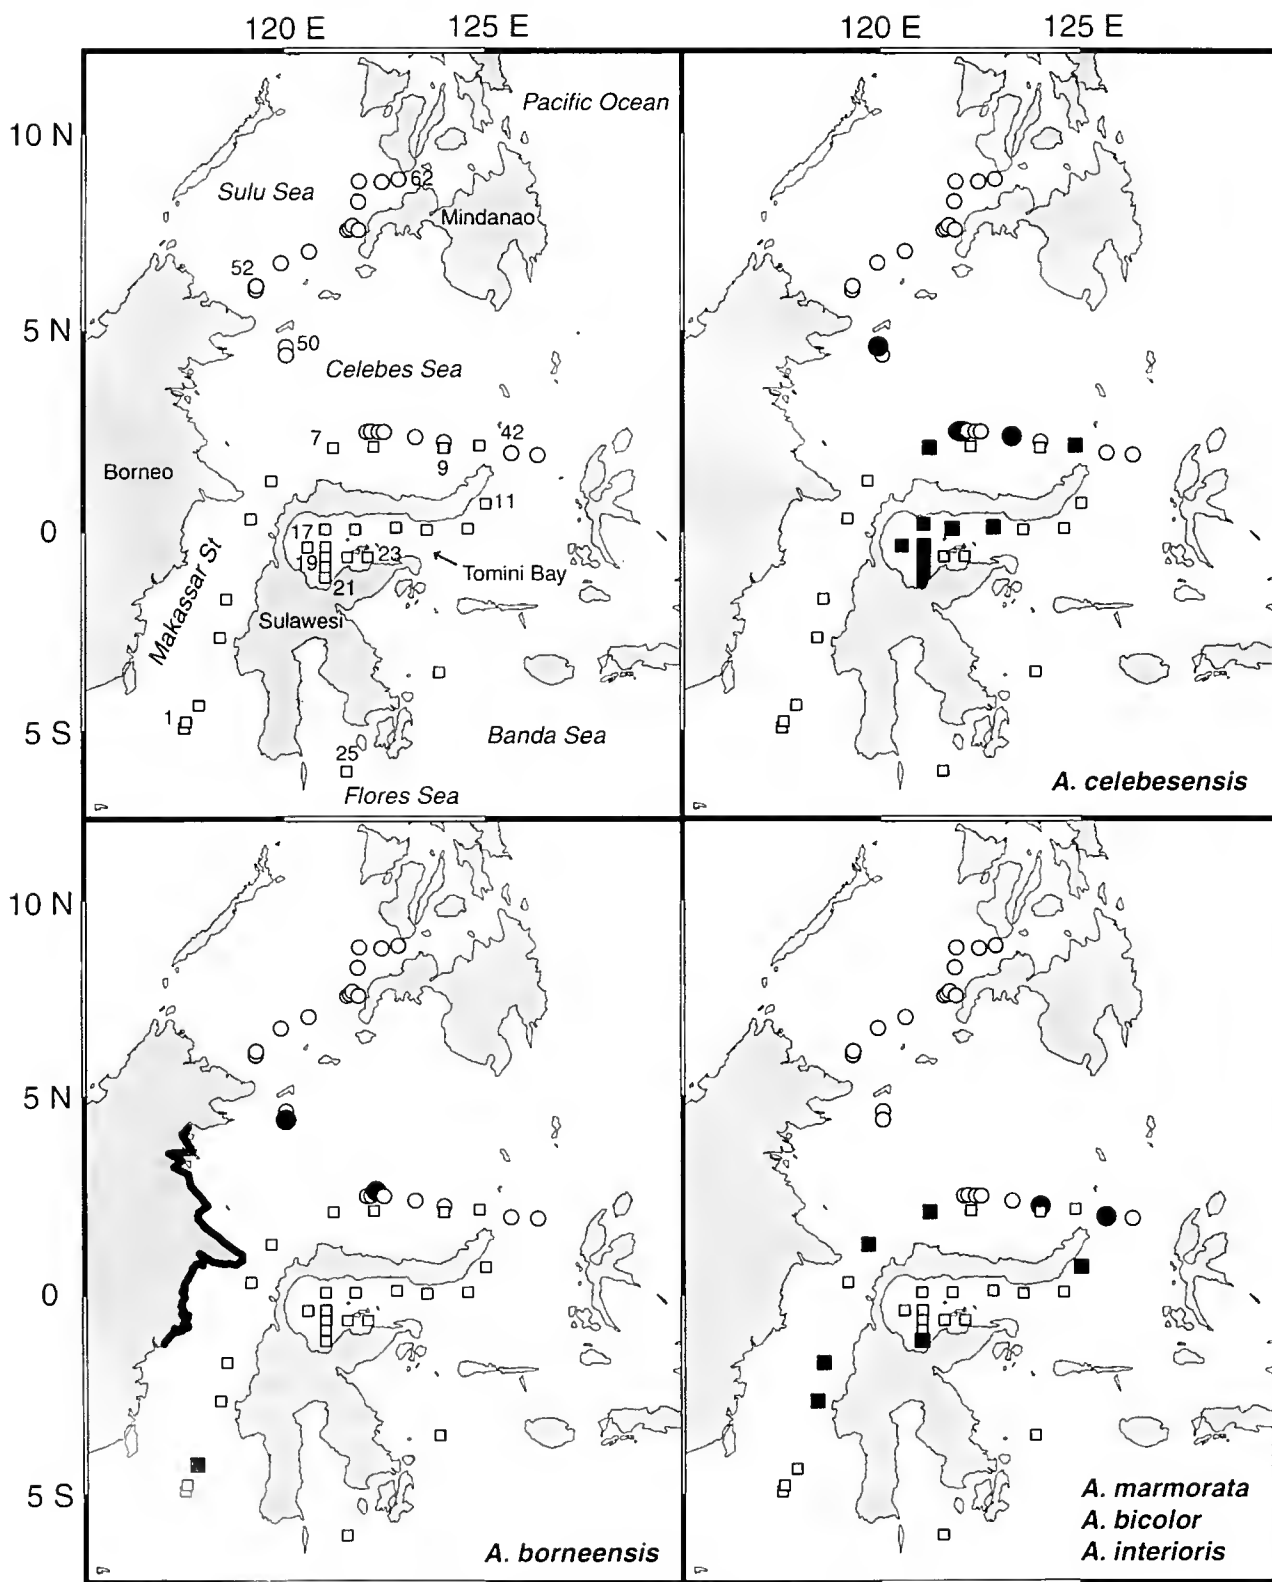 120 E 125 E 120 E 125 E
Pacific Ocean
10 N
Sulu Sea
62
Mindanao
52
5 N
50
Celebes Sea
7
42
9
Borneo
11
0
17
23
19
Tomini Bay
21
Makassar St
Sulawesi
1
5 S
Banda Sea
25
Flores Sea
A. celebesensis
10 N
5 N
0
5 S
A. borneensis
A. marmorata
A. bicolor
A. interioris